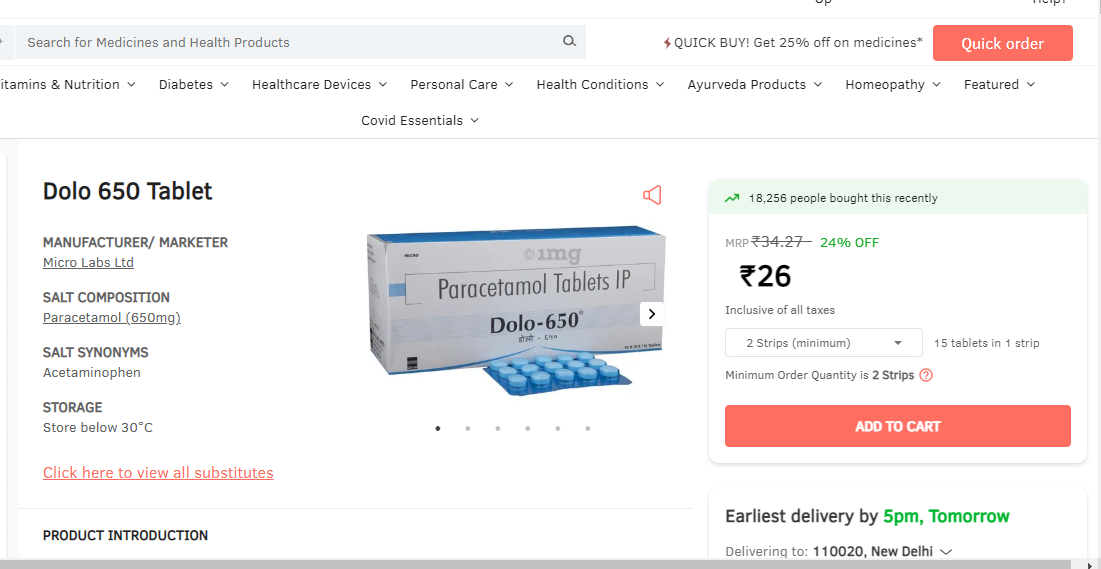 Search for Medicines and Health Products
QUICK BUY! Get 25% off on medicines*
Quick order
itamins & Nutrition
Diabetes
Healthcare Devices
Personal Care
Health Conditions
Ayurveda Products
Homeopathy
Featured
Covid Essentials
Dolo 650 Tablet
MANUFACTURER/ MARKETER
Micro Labs Ltd
SALT COMPOSITION
Paracetamol (650mg)
SALT SYNONYMS
Acetaminophen
STORAGE
Store below 30°C
Click here to view all substitutes
PRODUCT INTRODUCTION
MICRO
©1mg
Paracetamol Tablets IP
Dolo-650®
डोलो - ६५०
18,256 people bought this recently
MRP ₹34.27 24% OFF
₹26
Inclusive of all taxes
2 Strips (minimum)
15 tablets in 1 strip
Minimum Order Quantity is 2 Strips
ADD TO CART
Earliest delivery by 5pm, Tomorrow
Delivering to: 110020, New Delhi